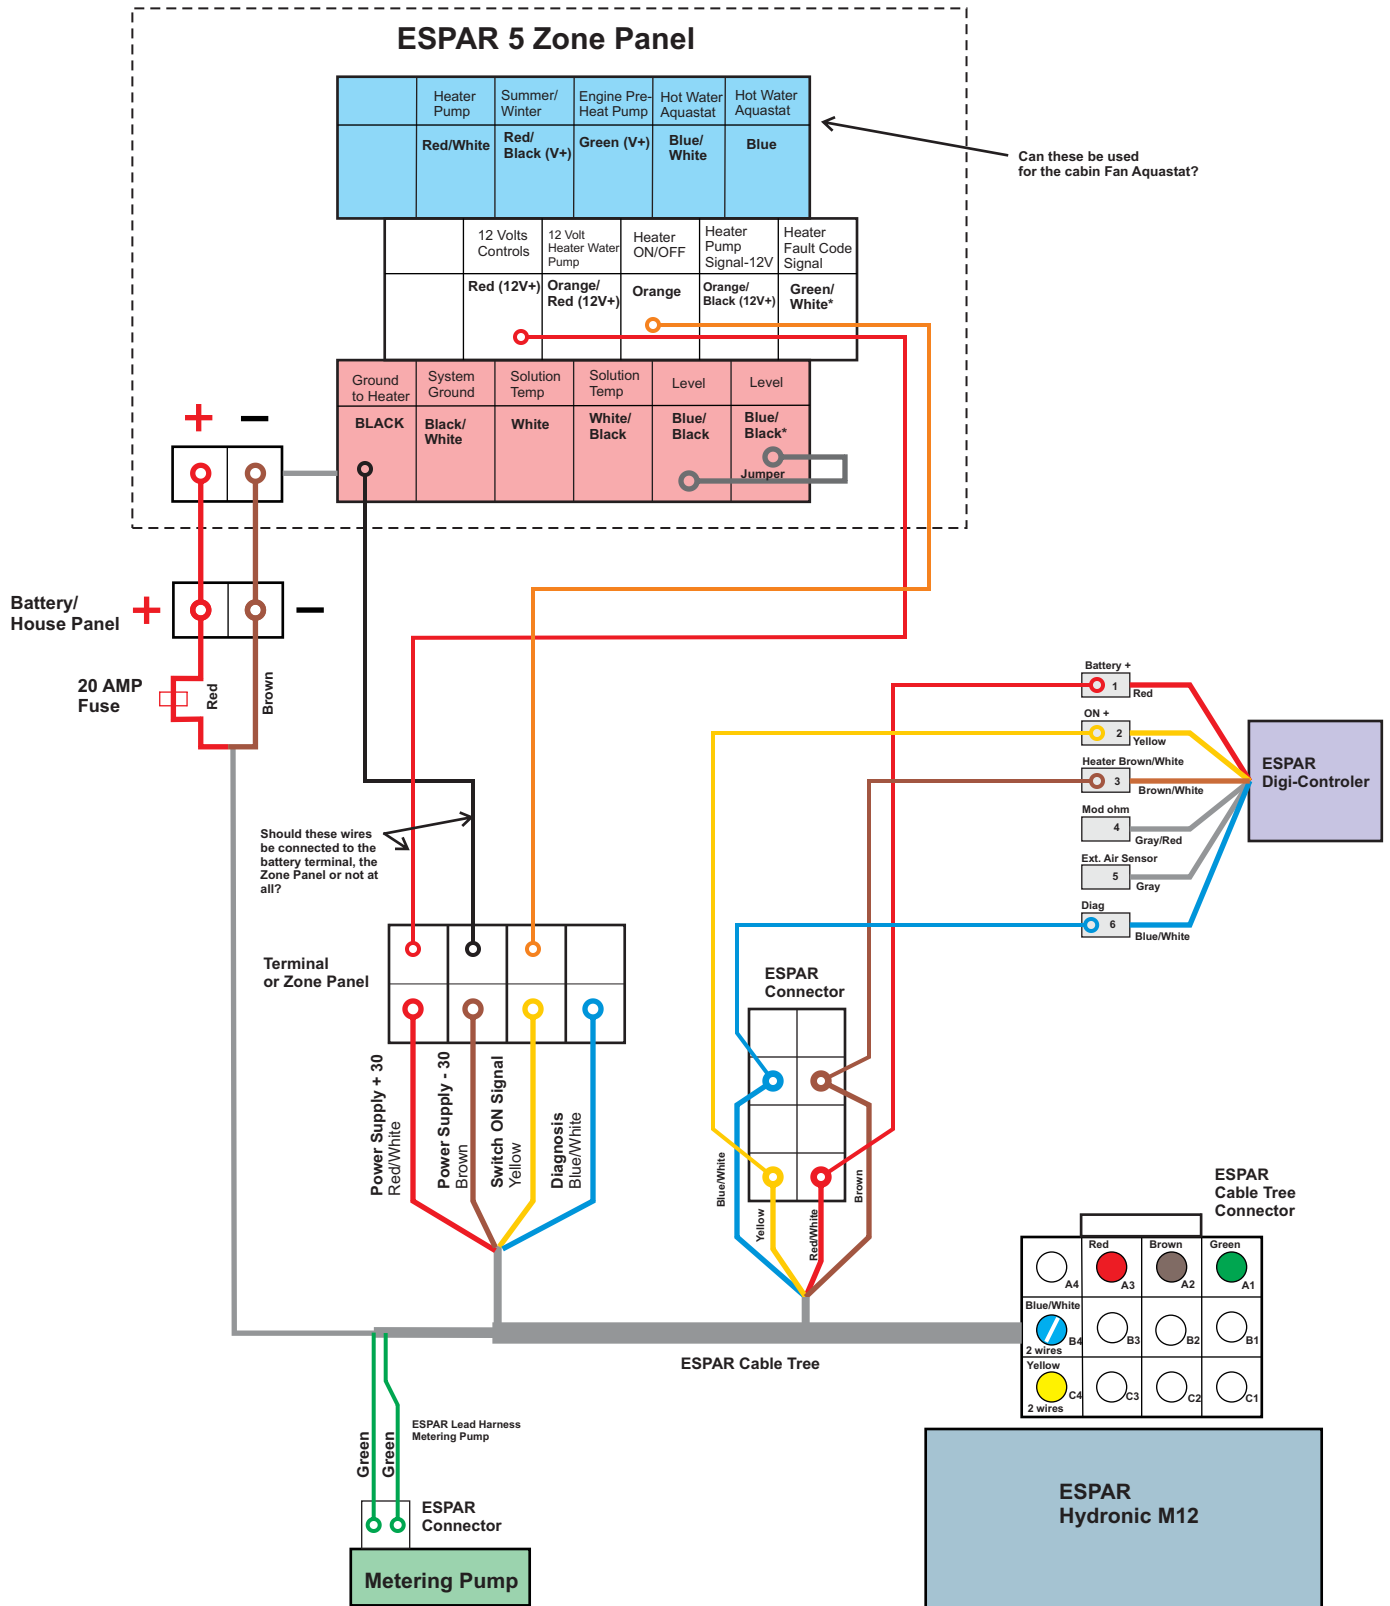 ESPAR 5 Zone Panel
Heater
Pump
Summer/
Winter
Engine Pre-
Heat Pump
Hot Water
Aquastat
Hot Water
Aquastat
Red/White
Red/
Black (V+)
Green (V+)
Blue/
White
Blue
Can these be used
for the cabin Fan Aquastat?
12 Volts
Controls
12 Volt
Heater Water
Pump
Heater
ON/OFF
Heater
Pump
Signal-12V
Heater
Fault Code
Signal
Red (12V+)
Orange/
Red (12V+)
Orange
Orange/
Black (12V+)
Green/
White*
Ground
to Heater
System
Ground
Solution
Temp
Solution
Temp
Level
Level
BLACK
Black/
White
White
White/
Black
Blue/
Black
Blue/
Black*
Jumper
+
−
Battery/
House Panel
+
−
20 AMP
Fuse
Red
Brown
Should these wires
be connected to the
battery terminal, the
Zone Panel or not at
all?
Terminal
or Zone Panel
Power Supply + 30
Red/White
Power Supply - 30
Brown
Switch ON Signal
Yellow
Diagnosis
Blue/White
Battery +
1
Red
ON +
2
Yellow
Heater Brown/White
3
Brown/White
Mod ohm
4
Gray/Red
Ext. Air Sensor
5
Gray
Diag
6
Blue/White
ESPAR
Digi-Controler
ESPAR
Connector
Blue/White
Yellow
Red/White
Brown
ESPAR
Cable Tree
Connector
A4
Red
A3
Brown
A2
Green
A1
Blue/White
B4
2 wires
B3
B2
B1
Yellow
C4
2 wires
C3
C2
C1
ESPAR Cable Tree
ESPAR Lead Harness
Metering Pump
Green
Green
ESPAR
Connector
Metering Pump
ESPAR
Hydronic M12